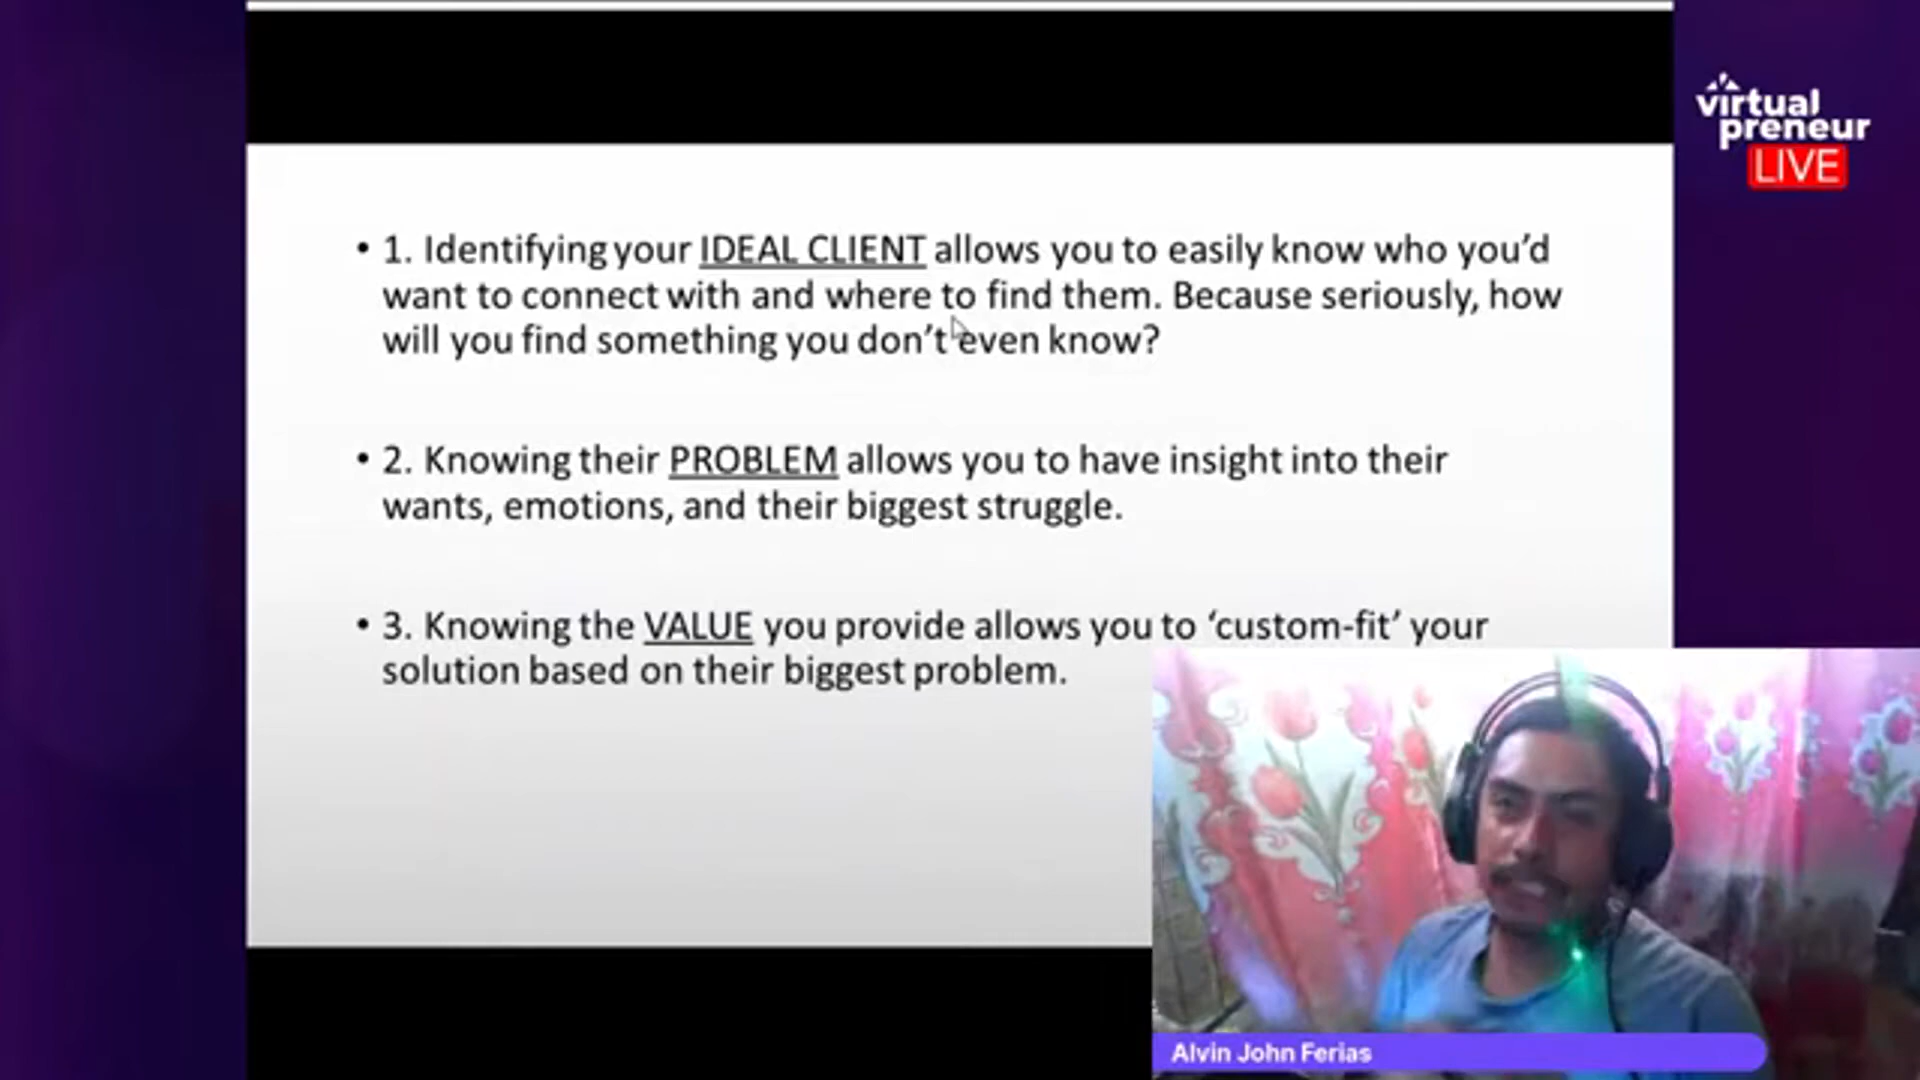 virtual
preneur
LIVE
• 1. Identifying your IDEAL CLIENT allows you to easily know who you’d
want to connect with and where to find them. Because seriously, how
will you find something you don’t even know?
• 2. Knowing their PROBLEM allows you to have insight into their
wants, emotions, and their biggest struggle.
• 3. Knowing the VALUE you provide allows you to ‘custom-fit’ your
solution based on their biggest problem.
Alvin John Ferias